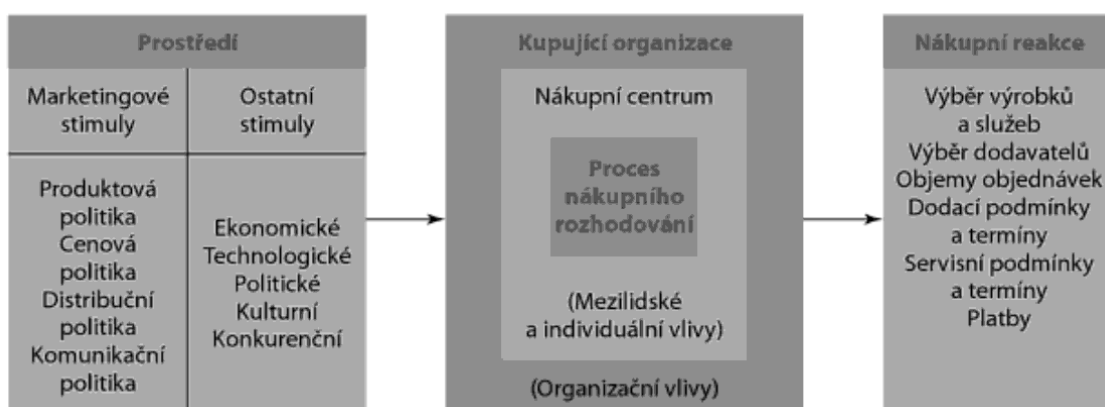 Prostředí
Marketingové
stimuly
Ostatní
stimuly
Produktová
politika
Cenová
politika
Distribuční
politika
Komunikační
politika
Ekonomické
Technologické
Politické
Kulturní
Konkurenční
Kupující organizace
Nákupní centrum
Proces
nákupního
rozhodování
(Mezilidské
a individuální vlivy)
(Organizační vlivy)
Nákupní reakce
Výběr výrobků
a služeb
Výběr dodavatelů
Objemy objednávek
Dodací podmínky
a termíny
Servisní podmínky
a termíny
Platby